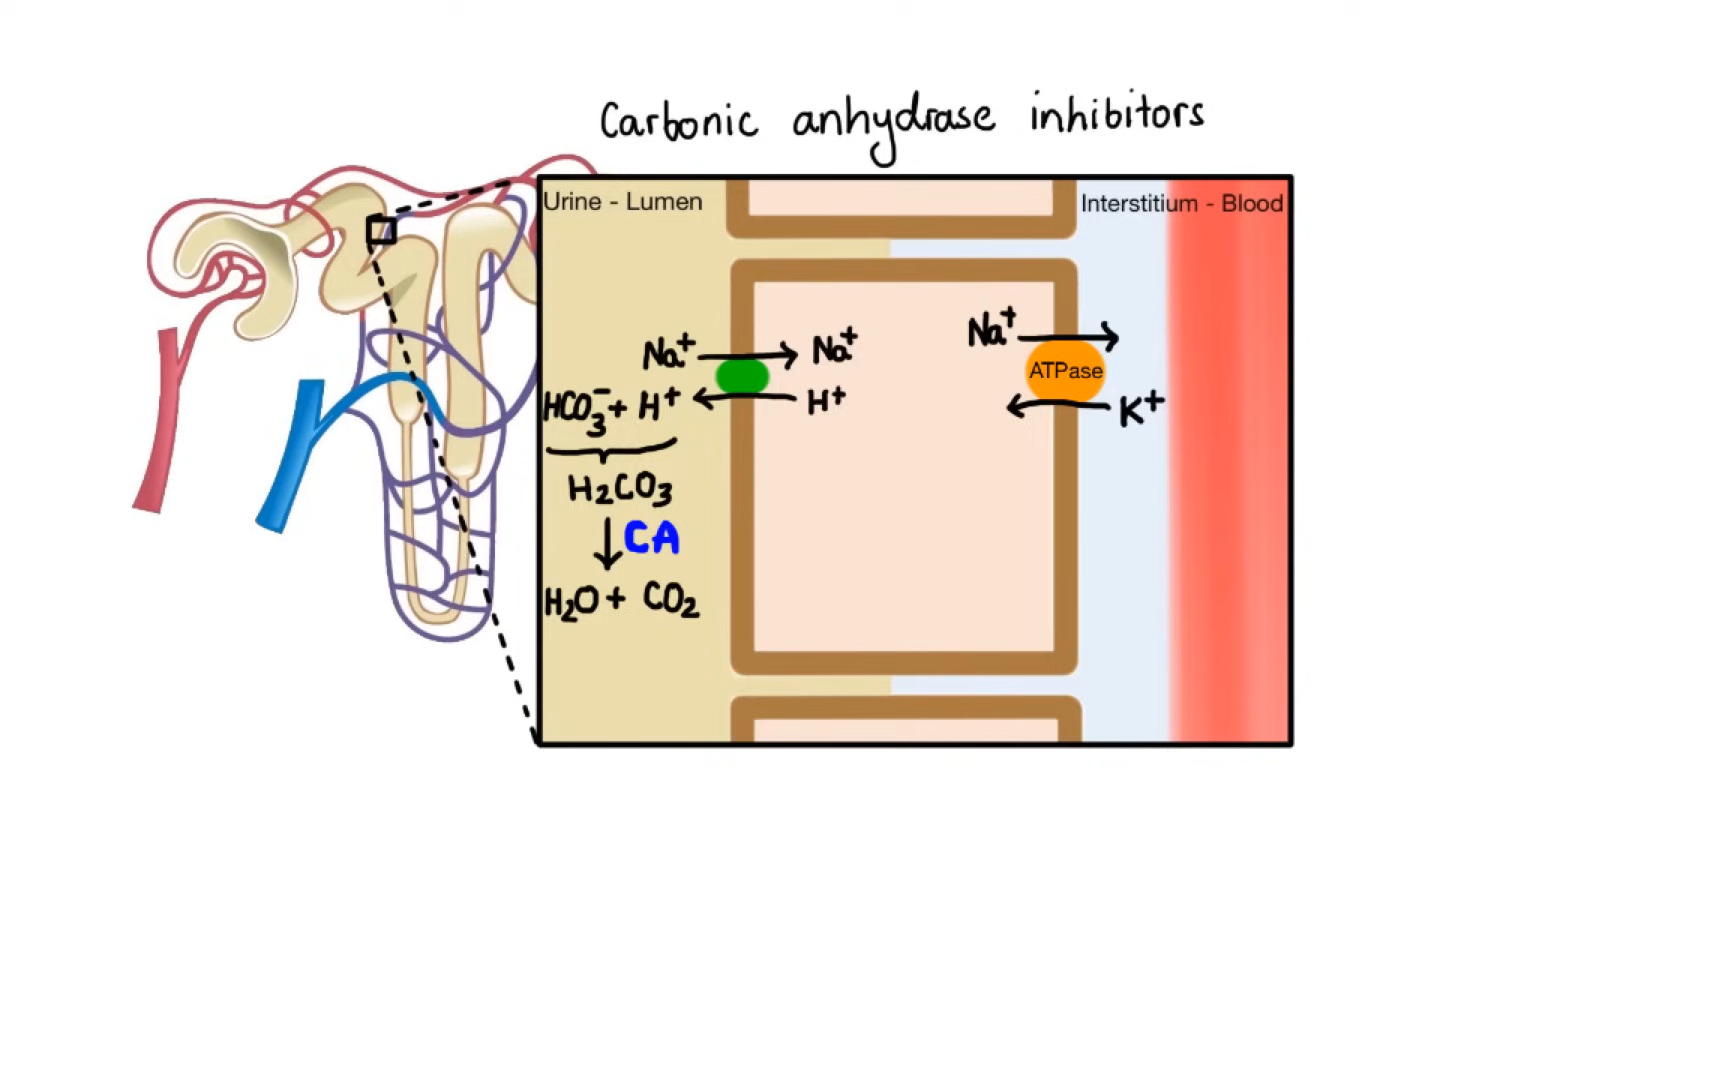 Carbonic anhydrase inhibitors
Urine - Lumen
Interstitium - Blood
Na⁺ Na⁺
HCO₃⁻ + H⁺ H⁺
H₂CO₃
CA
H₂O + CO₂
Na⁺
ATPase
K⁺